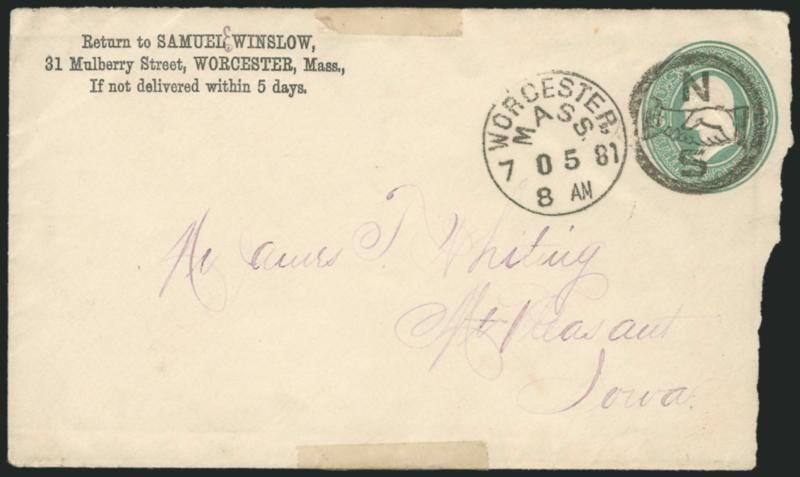 Return to SAMUEL E WINSLOW,
31 Mulberry Street, WORCESTER, Mass.,
If not delivered within 5 days.
WORCESTER,
MASS.
7 05 81
8 AM
N
S
Mr James T. Whiting
Mt Pleasant
Iowa